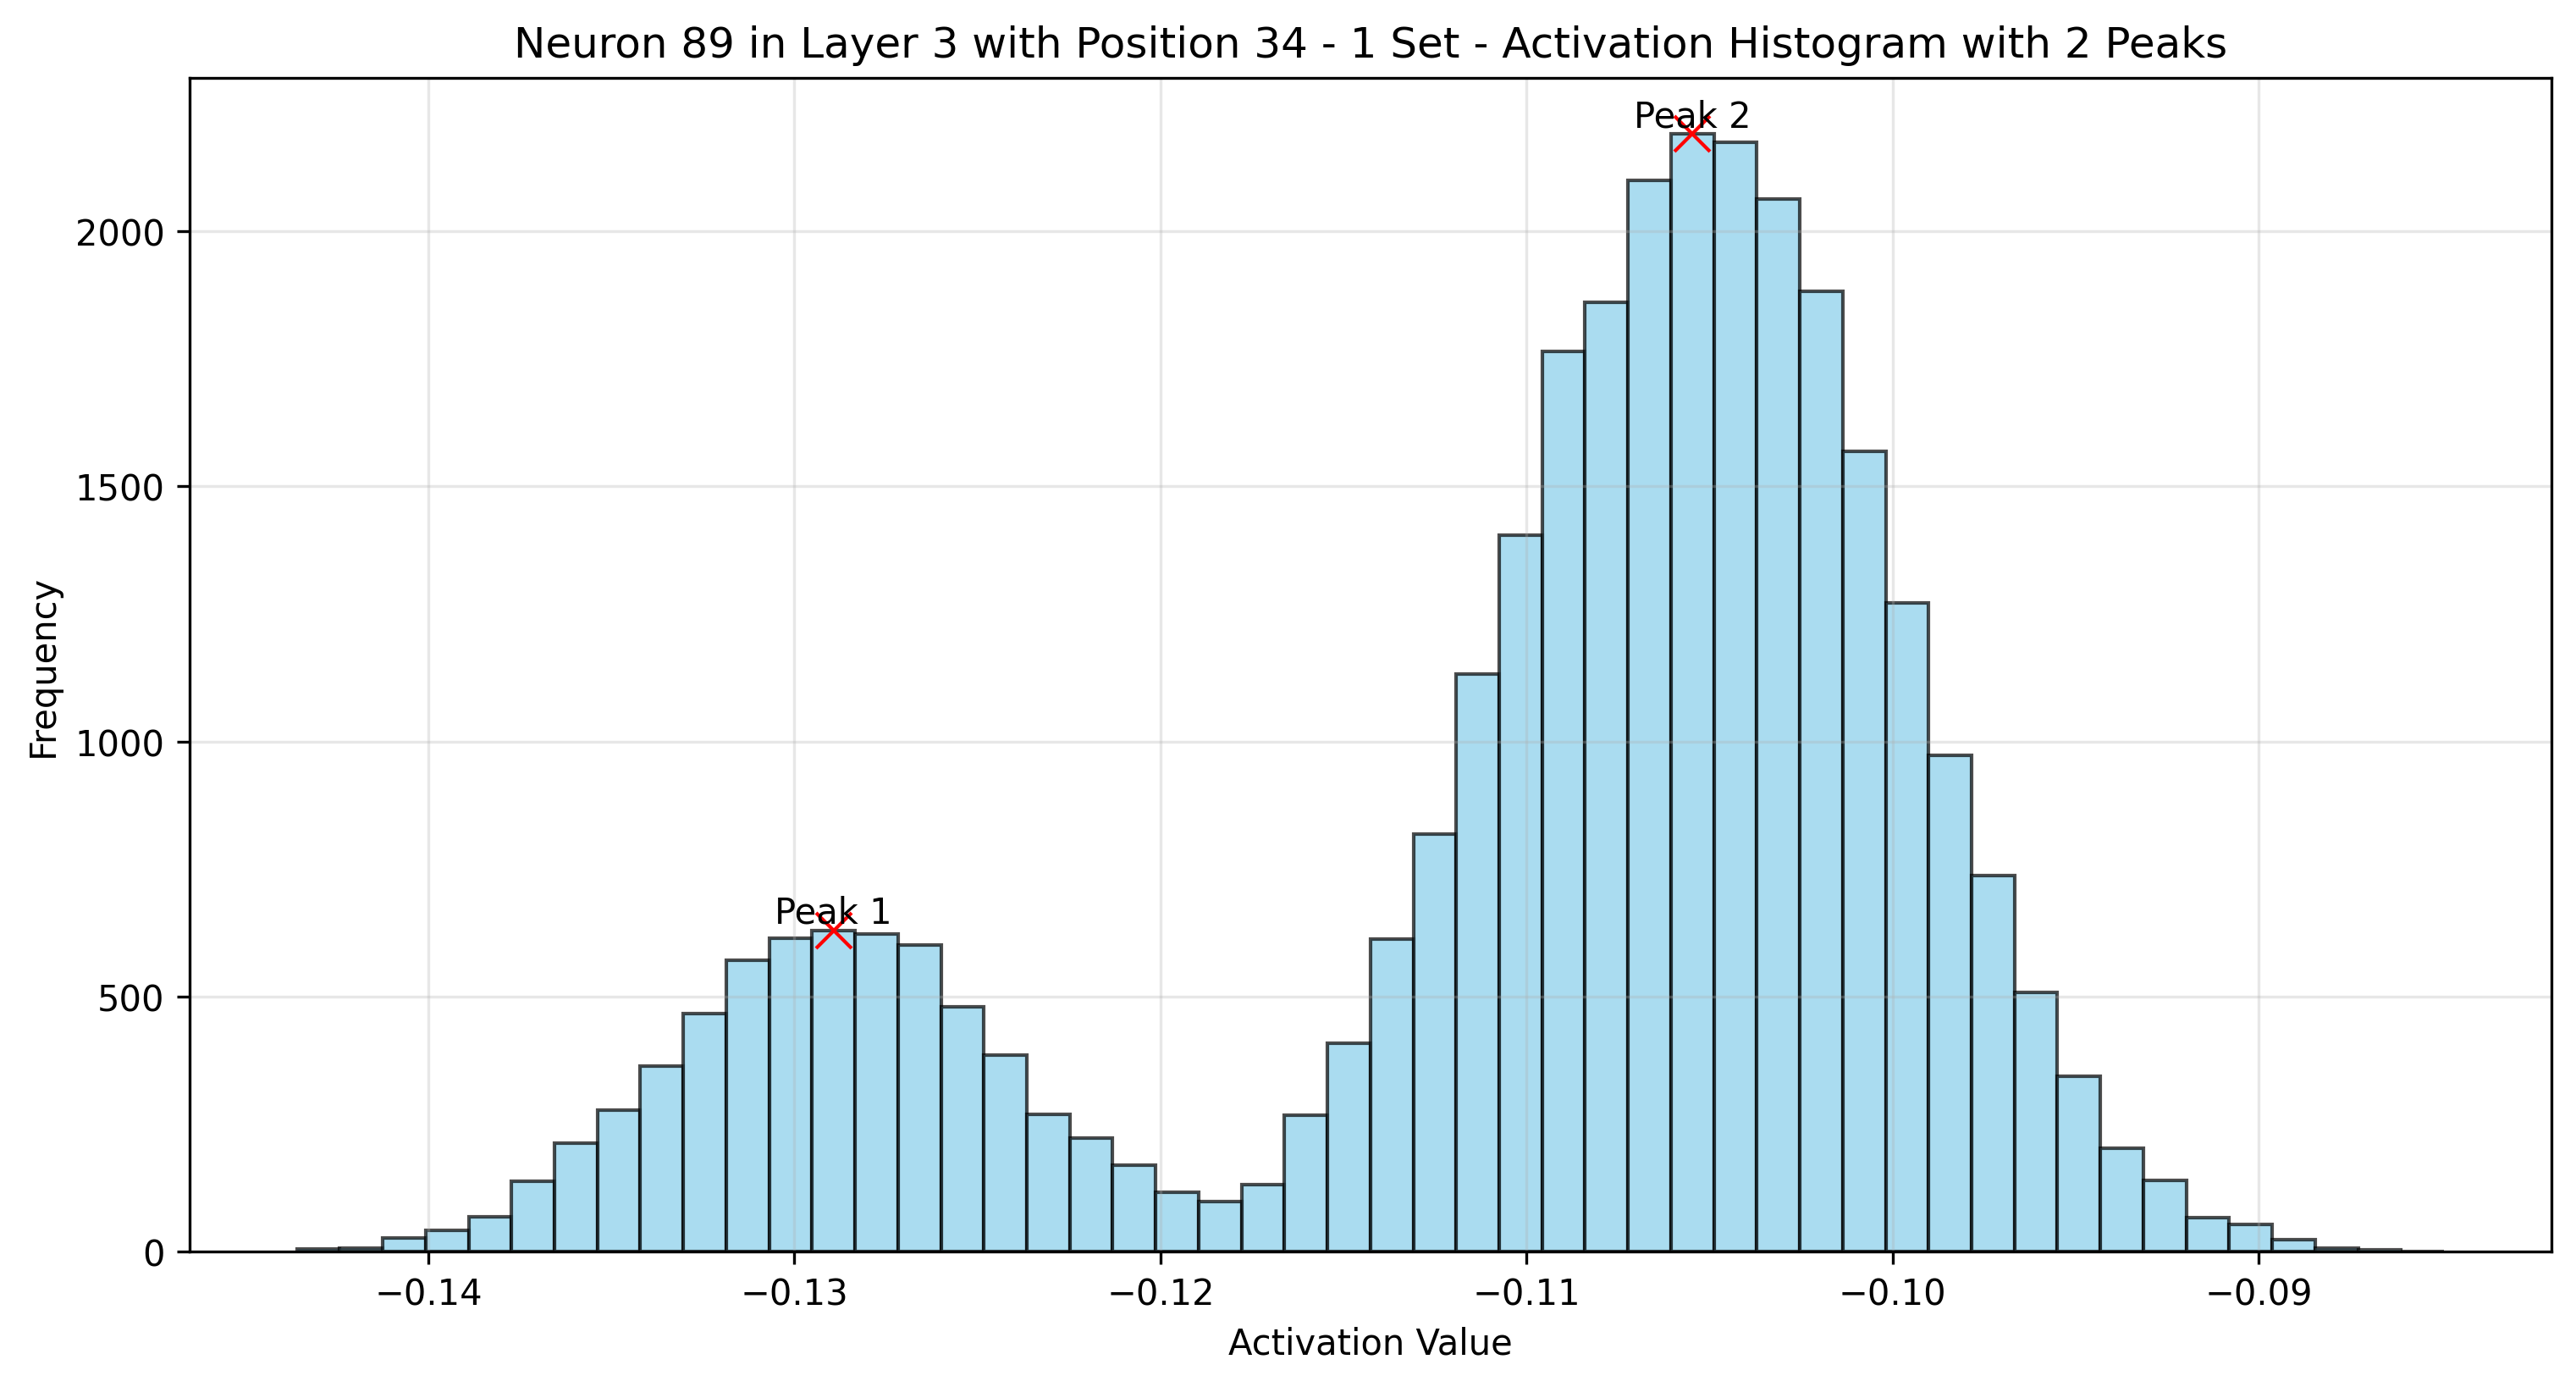 Neuron 89 in Layer 3 with Position 34 - 1 Set - Activation Histogram with 2 Peaks
Peak 2
Peak 1
Frequency
2000
1500
1000
500
0
−0.14 −0.13 −0.12 −0.11 −0.10 −0.09
Activation Value